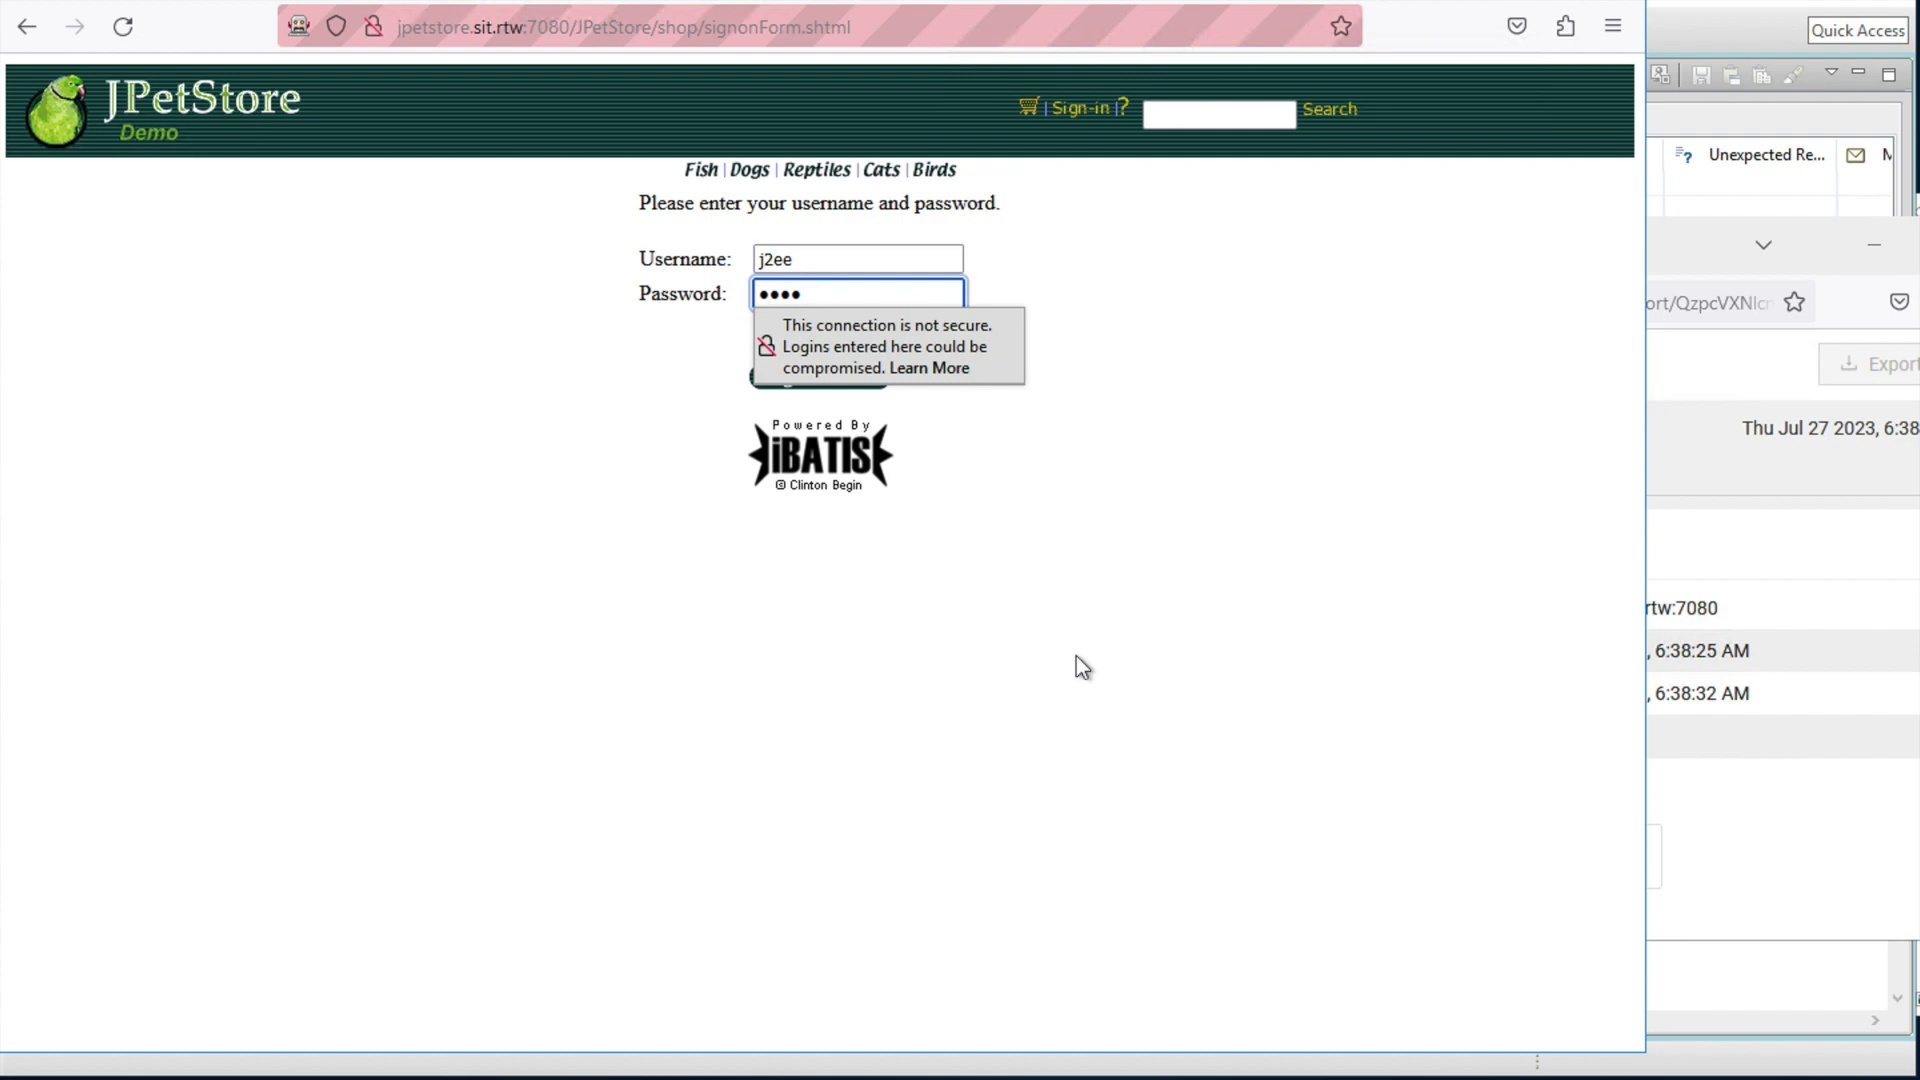 jpetstore.sit.rtw:7080/JPetStore/shop/signonForm.shtml
Quick Access
JPetStore
Demo
| Sign-in | ?
Search
Unexpected Re...
Fish | Dogs | Reptiles | Cats | Birds
Please enter your username and password.
Username: j2ee
Password: ••••
This connection is not secure.
Logins entered here could be
compromised. Learn More
Powered By
iBATIS
© Clinton Begin
Export
Thu Jul 27 2023, 6:38
rtw:7080
, 6:38:25 AM
, 6:38:32 AM